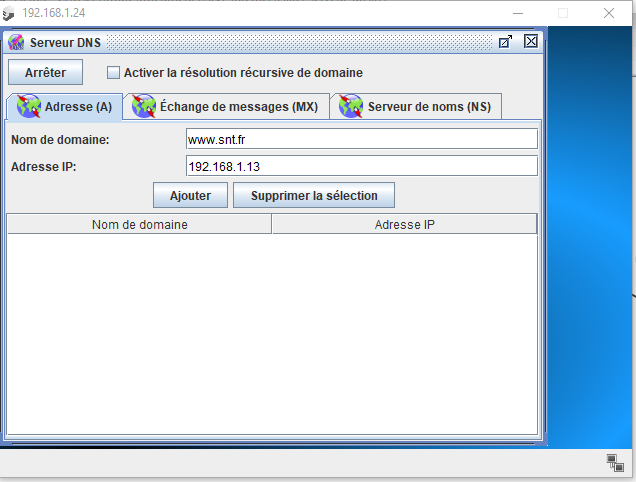 192.168.1.24
Serveur DNS
Arrêter
Activer la résolution récursive de domaine
Adresse (A)
Échange de messages (MX)
Serveur de noms (NS)
Nom de domaine:
www.snt.fr
Adresse IP:
192.168.1.13
Ajouter
Supprimer la sélection
Nom de domaine
Adresse IP